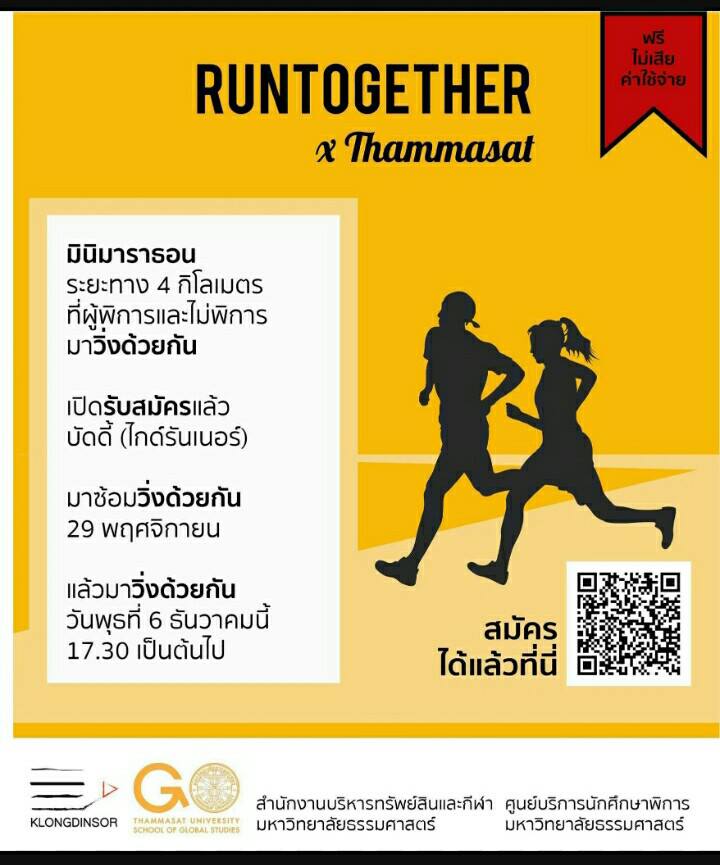 ฟรี
ไม่เสีย
ค่าใช้จ่าย
RUNTOGETHER
x Thammasat
มินิมาราธอน
ระยะทาง 4 กิโลเมตร
ที่ผู้พิการและไม่พิการ
มาวิ่งด้วยกัน
เปิดรับสมัครแล้ว
บัดดี้ (ไกด์รันเนอร์)
มาซ้อมวิ่งด้วยกัน
29 พฤศจิกายน
แล้วมาวิ่งด้วยกัน
วันพุธที่ 6 ธันวาคมนี้
17.30 เป็นต้นไป
สมัคร
ได้แล้วที่นี่
KLONGDINSOR
GO
THAMMASAT UNIVERSITY
SCHOOL OF GLOBAL STUDIES
สำนักงานบริหารทรัพย์สินและกีฬา
มหาวิทยาลัยธรรมศาสตร์
ศูนย์บริการนักศึกษาพิการ
มหาวิทยาลัยธรรมศาสตร์